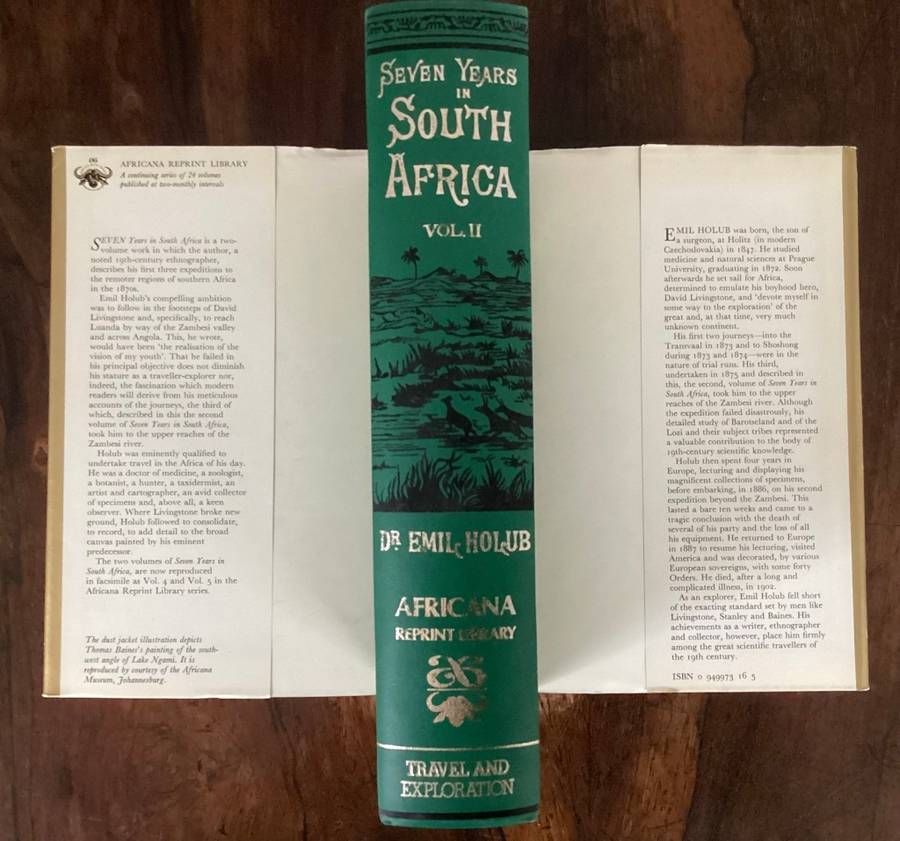 AFRICANA REPRINT LIBRARY
A continuing series of 24 volumes
published at two-monthly intervals
SEVEN Years in South Africa is a two-
volume work in which the author, a
noted 19th-century ethnographer,
describes his first three expeditions to
the remoter regions of southern Africa
in the 1870s.
Emil Holub's compelling ambition
was to follow in the footsteps of David
Livingstone and, specifically, to reach
Luanda by way of the Zambesi valley
and across Angola. This, he wrote,
would have been 'the realisation of the
vision of my youth'. That he failed in
his principal objective does not diminish
his stature as a traveller-explorer nor,
indeed, the fascination which modern
readers will derive from his meticulous
accounts of the journeys, the third of
which, described in this the second
volume of Seven Years in South Africa,
took him to the upper reaches of the
Zambesi river.
Holub was eminently qualified to
undertake travel in the Africa of his day.
He was a doctor of medicine, a zoologist,
a botanist, a hunter, a taxidermist, an
artist and cartographer, an avid collector
of specimens and, above all, a keen
observer. Where Livingstone broke new
ground, Holub followed to consolidate,
to record, to add detail to the broad
canvas painted by his eminent
predecessor.
The two volumes of Seven Years in
South Africa, are now reproduced
in facsimile as Vol. 4 and Vol. 5 in the
Africana Reprint Library series.
The dust jacket illustration depicts
Thomas Baines's painting of the south-
west angle of Lake Ngami. It is
reproduced by courtesy of the Africana
Museum, Johannesburg.
SEVEN YEARS
IN
SOUTH
AFRICA
VOL. II
DR EMIL HOLUB
AFRICANA
REPRINT LIBRARY
TRAVEL AND
EXPLORATION
EMIL HOLUB was born, the son of
a surgeon, at Holitz (in modern
Czechoslovakia) in 1847. He studied
medicine and natural sciences at Prague
University, graduating in 1872. Soon
afterwards he set sail for Africa,
determined to emulate his boyhood hero,
David Livingstone, and 'devote myself in
some way to the exploration' of the
great and, at that time, very much
unknown continent.
His first two journeys—into the
Transvaal in 1873 and to Shoshong
during 1873 and 1874—were in the
nature of trial runs. His third,
undertaken in 1875 and described in
this, the second, volume of Seven Years in
South Africa, took him to the upper
reaches of the Zambesi river. Although
the expedition failed disastrously, his
detailed study of Barotseland and of the
Lozi and their subject tribes represented
a valuable contribution to the body of
19th-century scientific knowledge.
Holub then spent four years in
Europe, lecturing and displaying his
magnificent collections of specimens,
before embarking, in 1886, on his second
expedition beyond the Zambesi. This
lasted a bare ten weeks and came to a
tragic conclusion with the death of
several of his party and the loss of all
his equipment. He returned to Europe
in 1887 to resume his lecturing, visited
America and was decorated, by various
European sovereigns, with some forty
Orders. He died, after a long and
complicated illness, in 1902.
As an explorer, Emil Holub fell short
of the exacting standard set by men like
Livingstone, Stanley and Baines. His
achievements as a writer, ethnographer
and collector, however, place him firmly
among the great scientific travellers of
the 19th century.
ISBN 0 949973 16 5